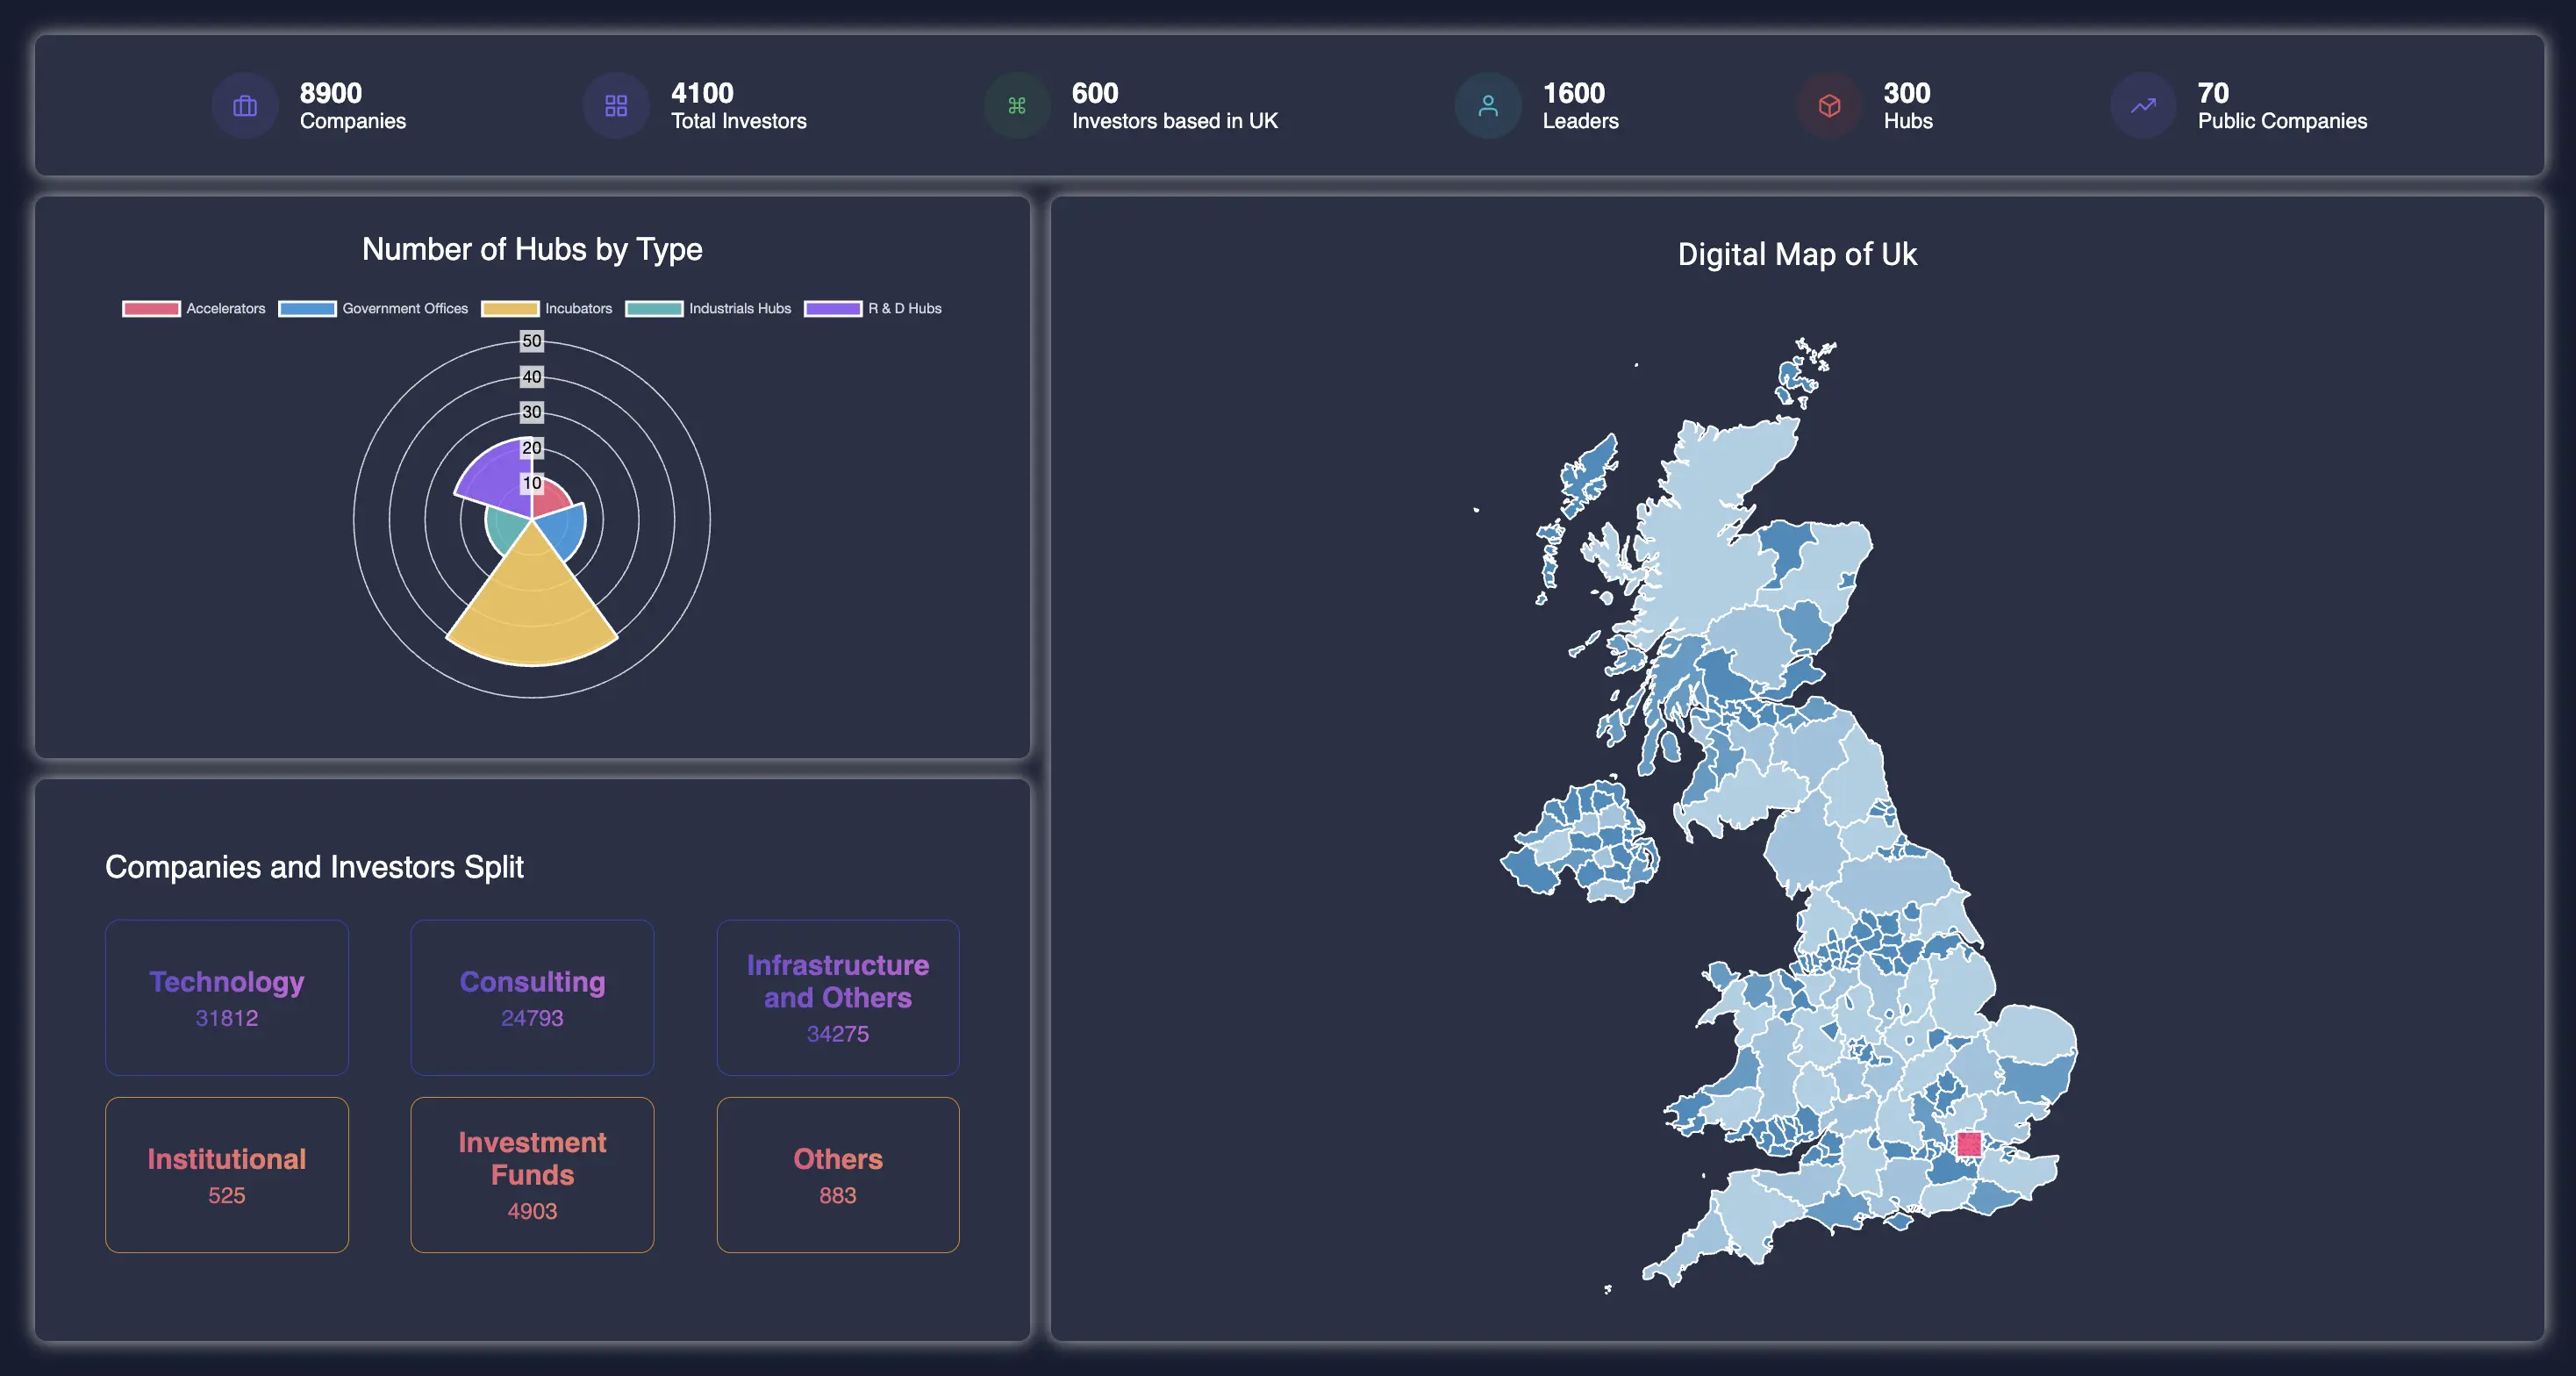 8900
Companies
4100
Total Investors
600
Investors based in UK
1600
Leaders
300
Hubs
70
Public Companies
Number of Hubs by Type
Accelerators
Government Offices
Incubators
Industrials Hubs
R & D Hubs
50
40
30
20
10
Companies and Investors Split
Technology
31812
Consulting
24793
Infrastructure
and Others
34275
Institutional
525
Investment
Funds
4903
Others
883
Digital Map of Uk